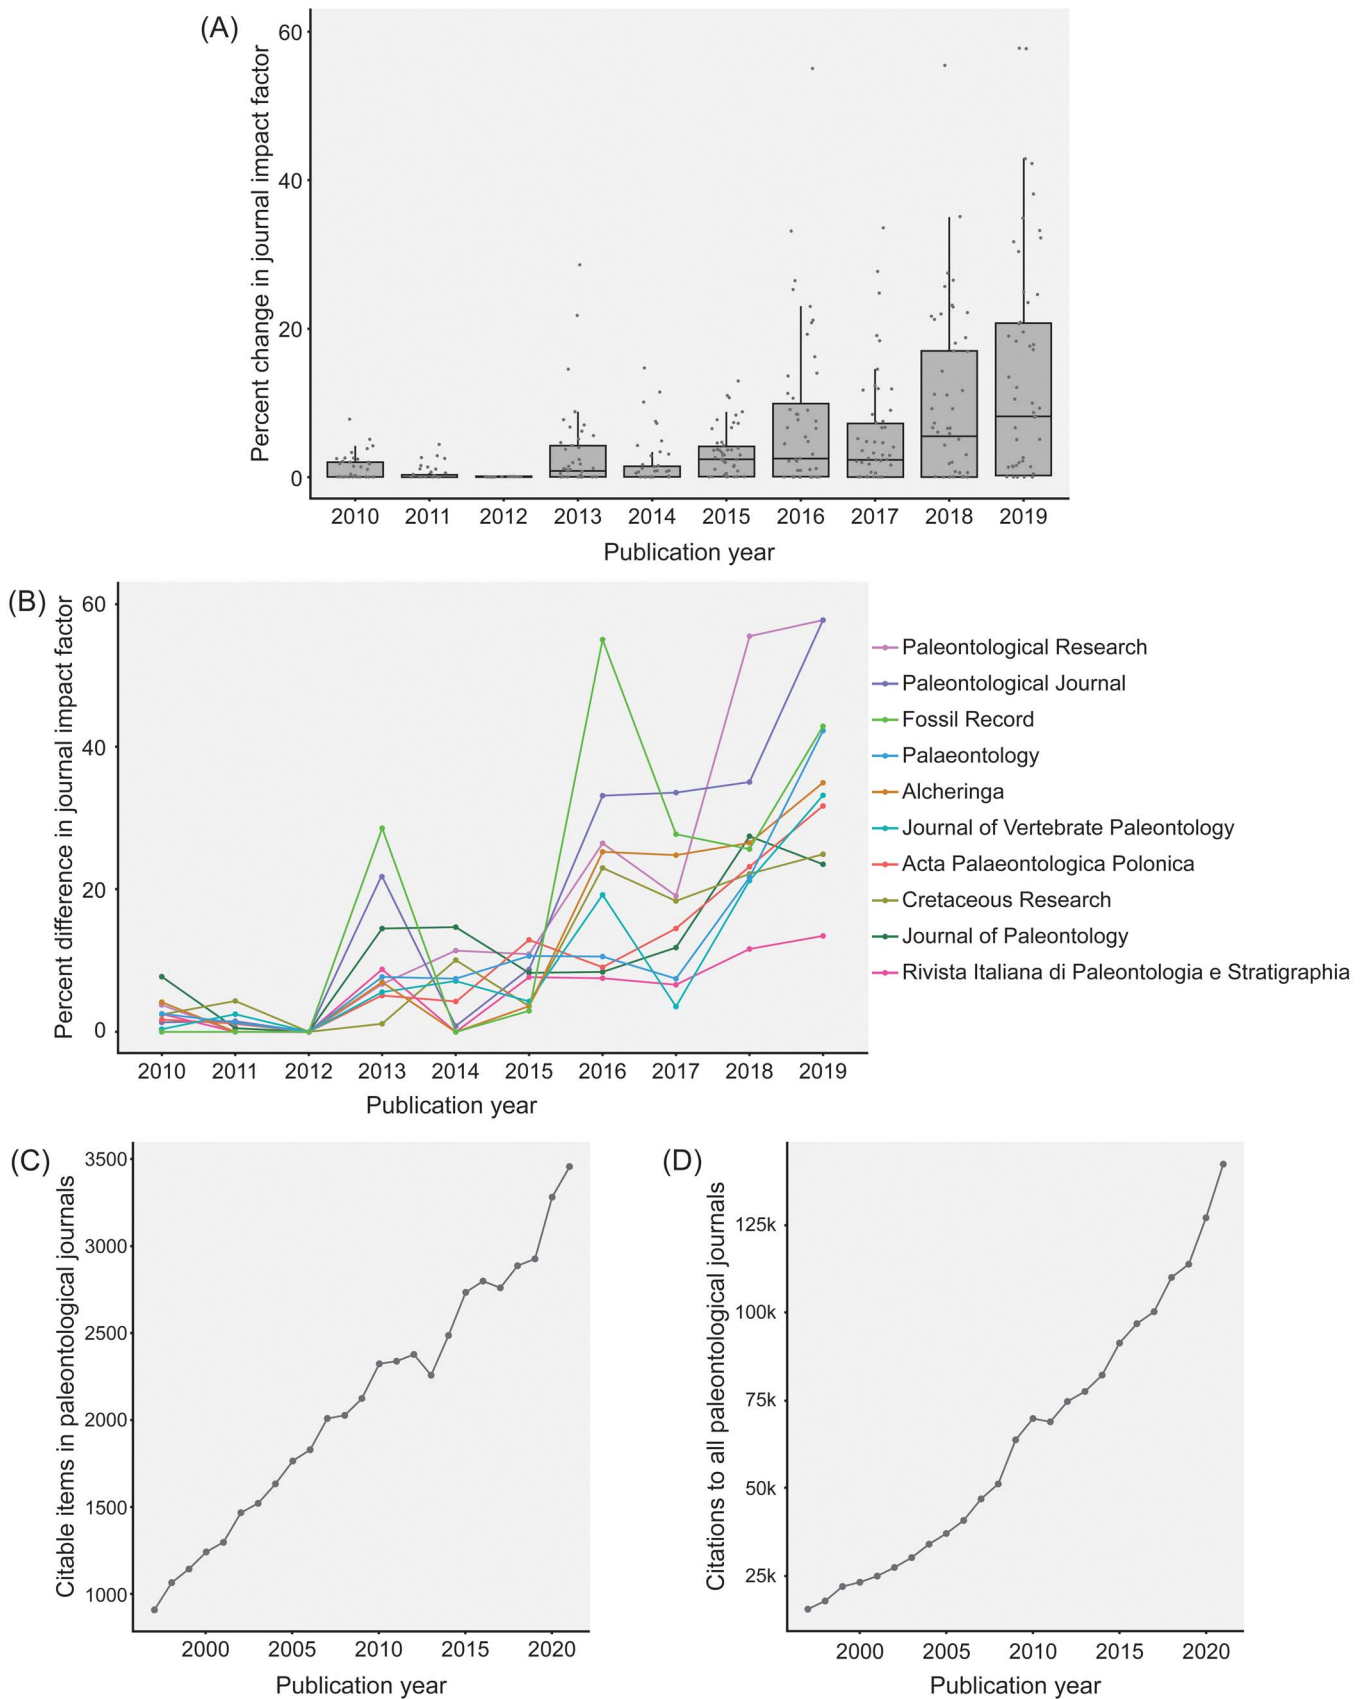 (A)
Percent change in journal impact factor
60
40
20
0
2010 2011 2012 2013 2014 2015 2016 2017 2018 2019
Publication year
(B)
Percent difference in journal impact factor
60
40
20
0
2010 2011 2012 2013 2014 2015 2016 2017 2018 2019
Publication year
Paleontological Research
Paleontological Journal
Fossil Record
Palaeontology
Alcheringa
Journal of Vertebrate Paleontology
Acta Palaeontologica Polonica
Cretaceous Research
Journal of Paleontology
Rivista Italiana di Paleontologia e Stratigraphia
(C)
Citable items in paleontological journals
3500
3000
2500
2000
1500
1000
2000 2005 2010 2015 2020
Publication year
(D)
Citations to all paleontological journals
125k
100k
75k
50k
25k
2000 2005 2010 2015 2020
Publication year